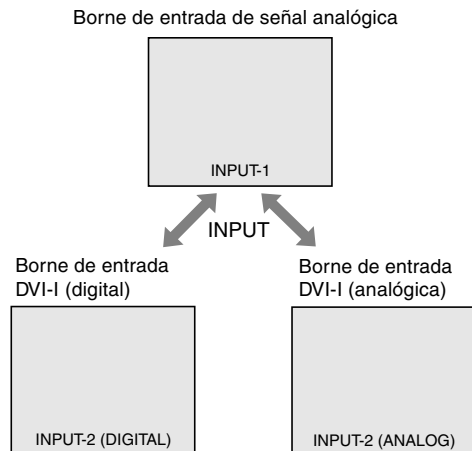 Borne de entrada de señal analógica
INPUT-1
INPUT
Borne de entrada
DVI-I (digital)
Borne de entrada
DVI-I (analógica)
INPUT-2 (DIGITAL)
INPUT-2 (ANALOG)